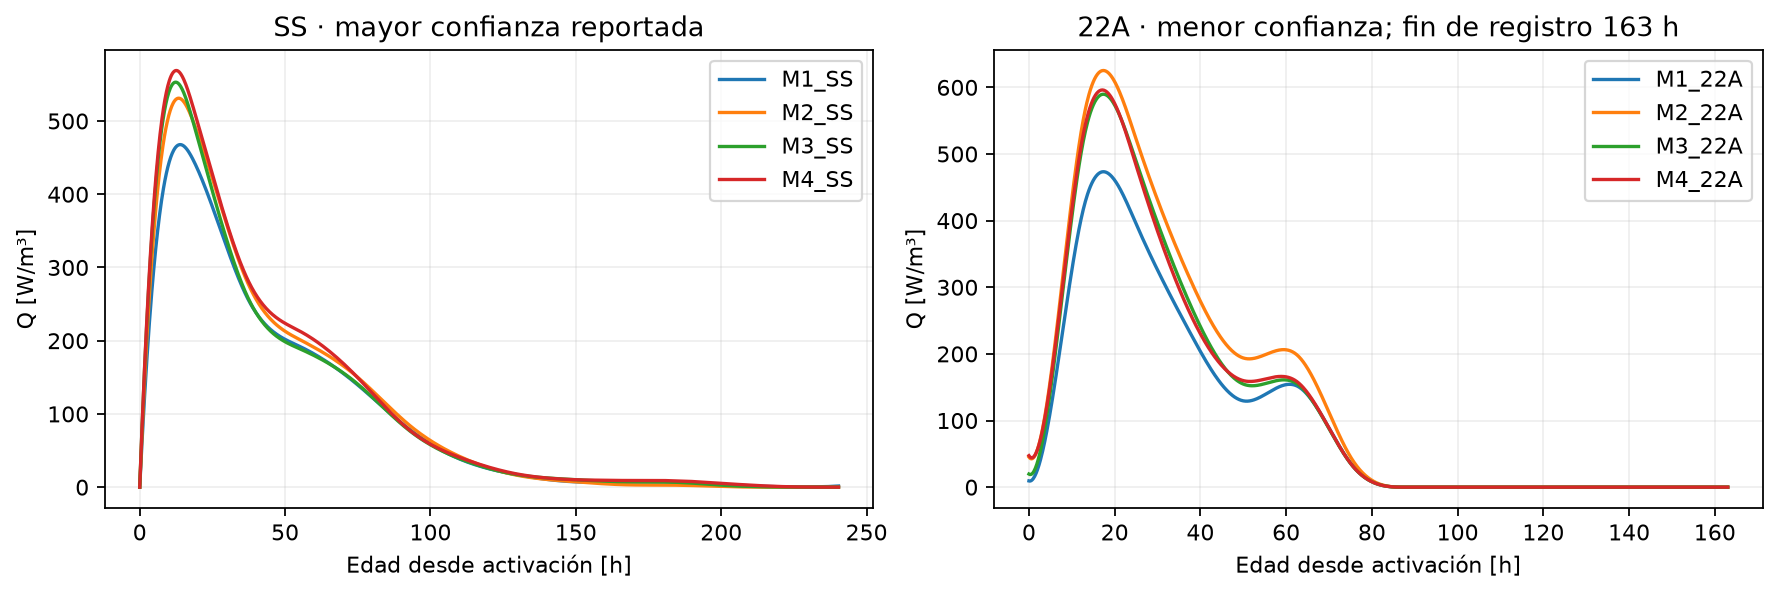 SS · mayor confianza reportada
M1_SS
M2_SS
M3_SS
M4_SS
500
400
300
200
100
0
Q [W/m³]
0 50 100 150 200 250
Edad desde activación [h]
22A · menor confianza; fin de registro 163 h
M1_22A
M2_22A
M3_22A
M4_22A
600
500
400
300
200
100
0
Q [W/m³]
0 20 40 60 80 100 120 140 160
Edad desde activación [h]